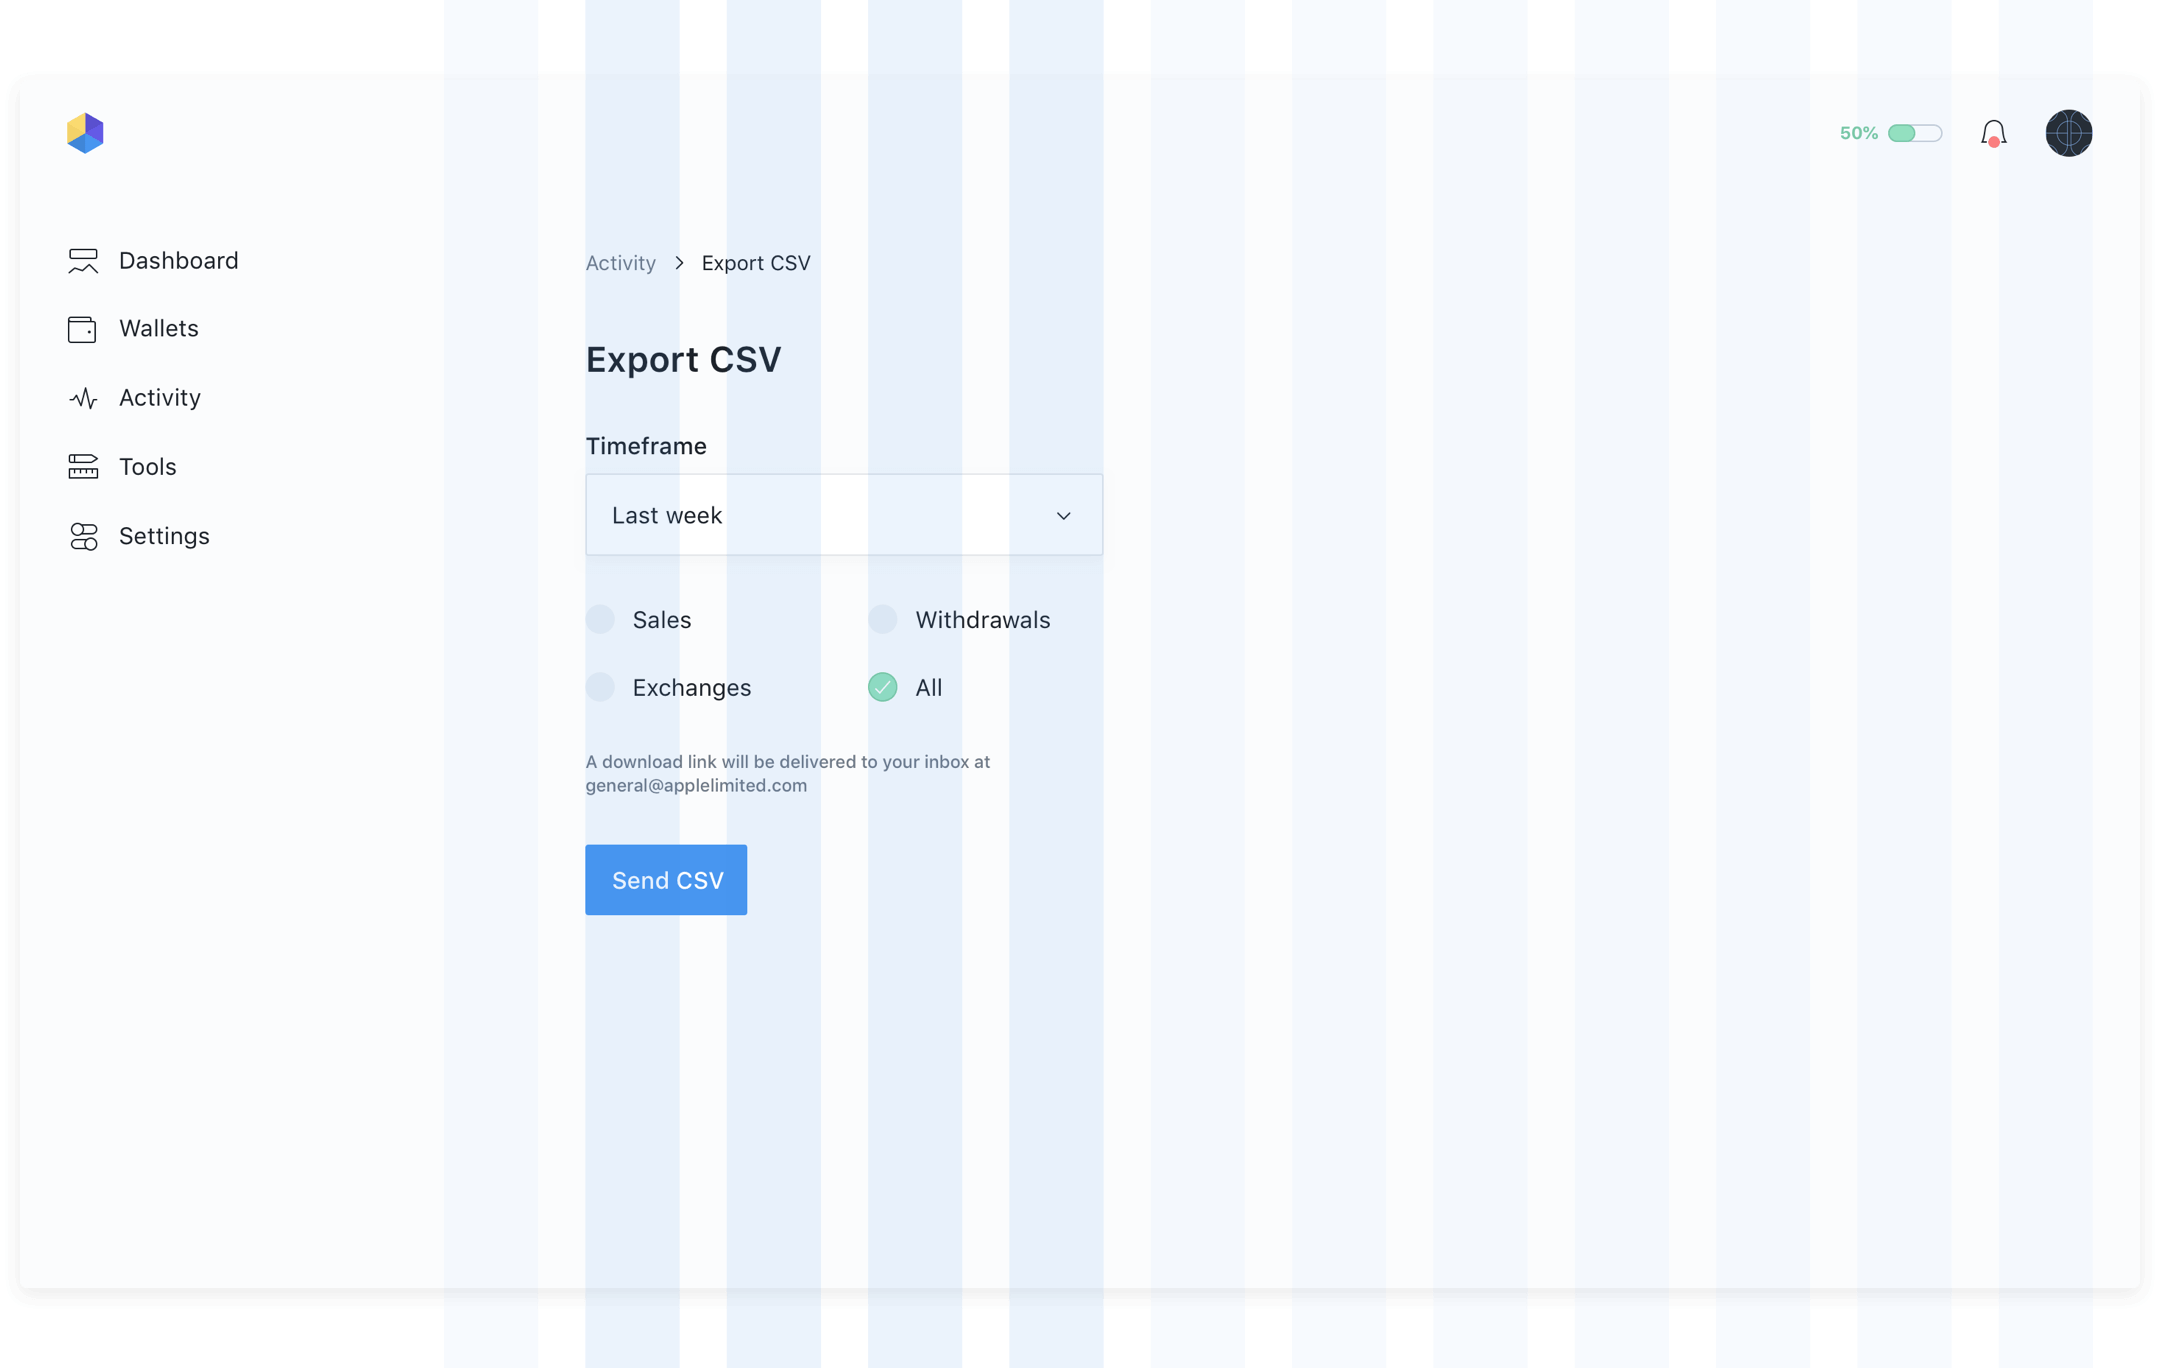 50%
Dashboard
Wallets
Activity
Tools
Settings
Activity > Export CSV
Export CSV
Timeframe
Last week
Sales
Withdrawals
Exchanges
All
A download link will be delivered to your inbox at
general@applelimited.com
Send CSV